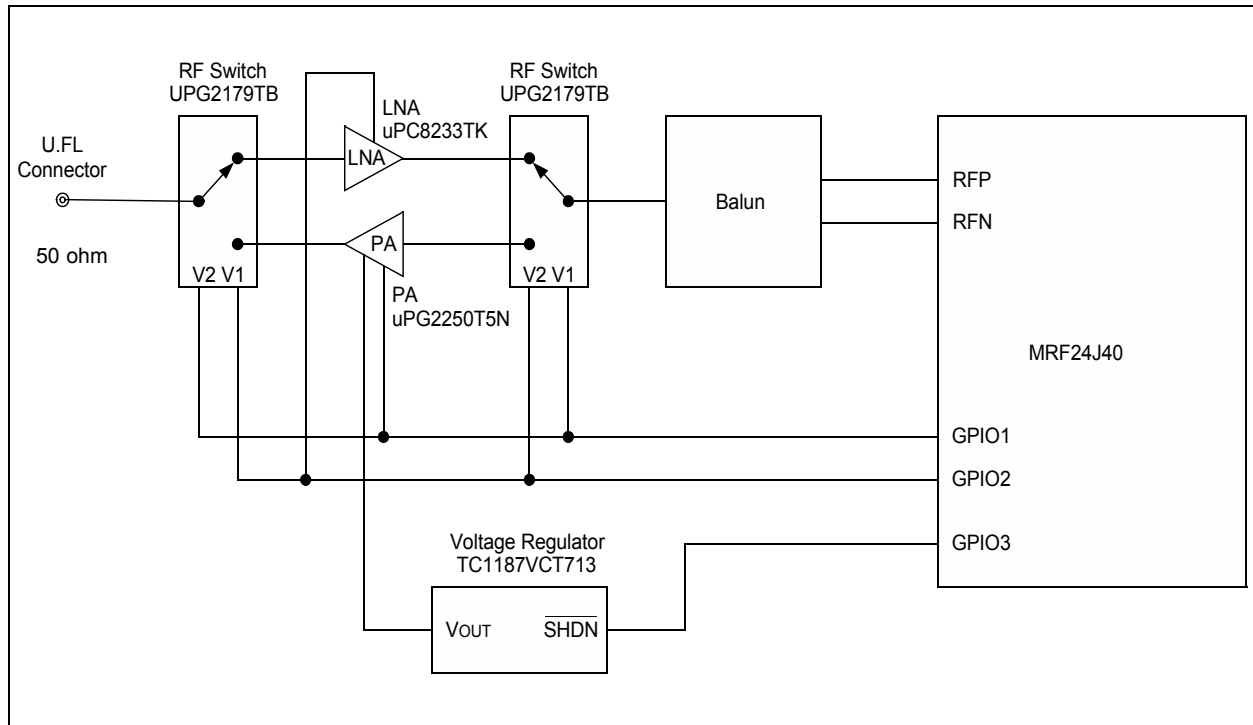 RF Switch
UPG2179TB
RF Switch
UPG2179TB
LNA
uPC8233TK
U.FL
Connector
LNA
RFP
Balun
RFN
PA
50 ohm
V2 V1
V2 V1
PA
uPG2250T5N
MRF24J40
GPIO1
GPIO2
GPIO3
Voltage Regulator
TC1187VCT713
VOUT
SHDN